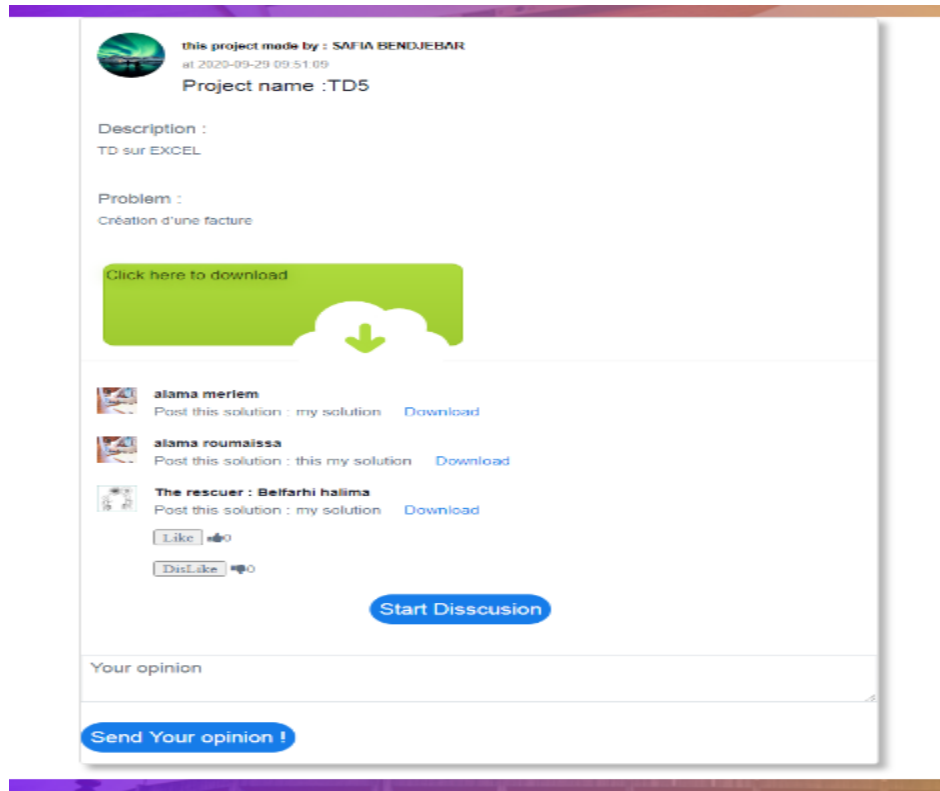 this project made by : SAFIA BENDJEBAR
at 2020-09-29 09:51:09
Project name :TD5
Description :
TD sur EXCEL
Problem :
Création d'une facture
Click here to download
alama meriem
Post this solution : my solution Download
alama roumaissa
Post this solution : this my solution Download
The rescuer : Belfarhi halima
Post this solution : my solution Download
Like 0
DisLike 0
Start Disscusion
Your opinion
Send Your opinion !